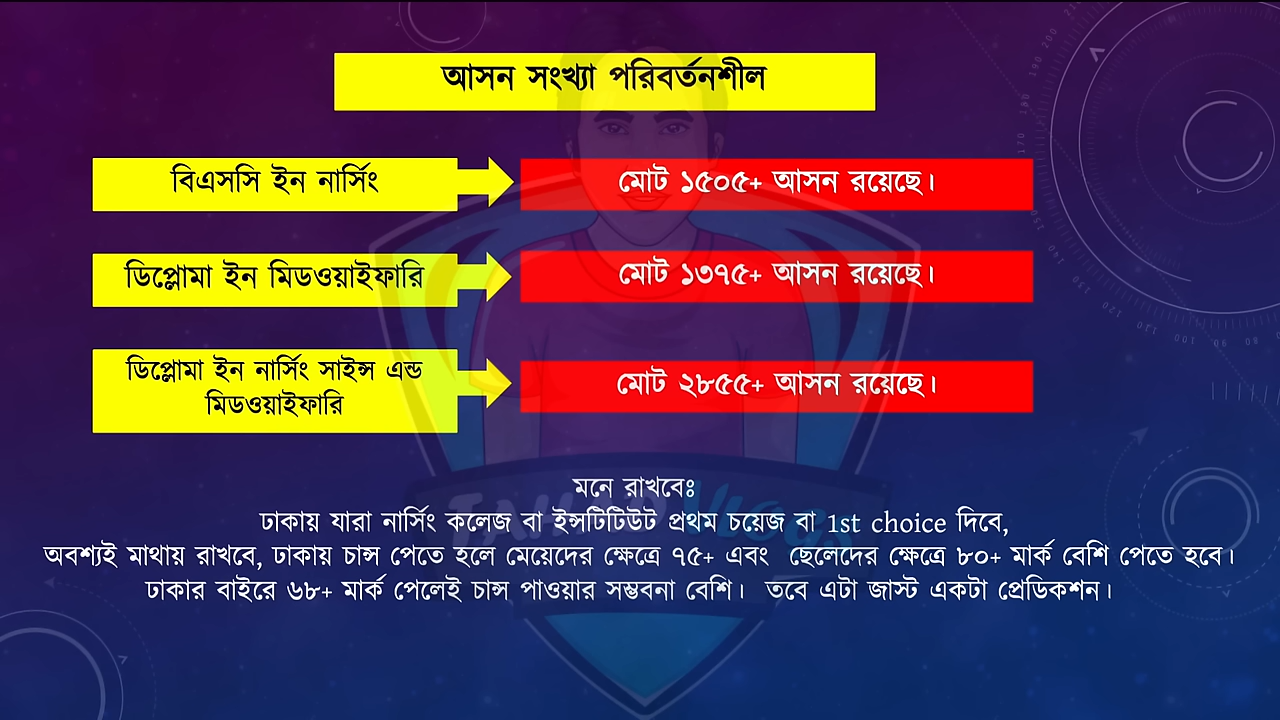 আসন সংখ্যা পরিবর্তনশীল
বিএসসি ইন নার্সিং
মোট ১৫০৫+ আসন রয়েছে।
ডিপ্লোমা ইন মিডওয়াইফারি
মোট ১৩৭৫+ আসন রয়েছে।
ডিপ্লোমা ইন নার্সিং সাইন্স এন্ড
মিডওয়াইফারি
মোট ২৮৫৫+ আসন রয়েছে।
মনে রাখবেঃ
ঢাকায় যারা নার্সিং কলেজ বা ইন্সটিটিউট প্রথম চয়েজ বা 1st choice দিবে,
অবশ্যই মাথায় রাখবে, ঢাকায় চান্স পেতে হলে মেয়েদের ক্ষেত্রে ৭৫+ এবং ছেলেদের ক্ষেত্রে ৮০+ মার্ক বেশি পেতে হবে।
ঢাকার বাইরে ৬৮+ মার্ক পেলেই চান্স পাওয়ার সম্ভবনা বেশি। তবে এটা জাস্ট একটা প্রেডিকশন।